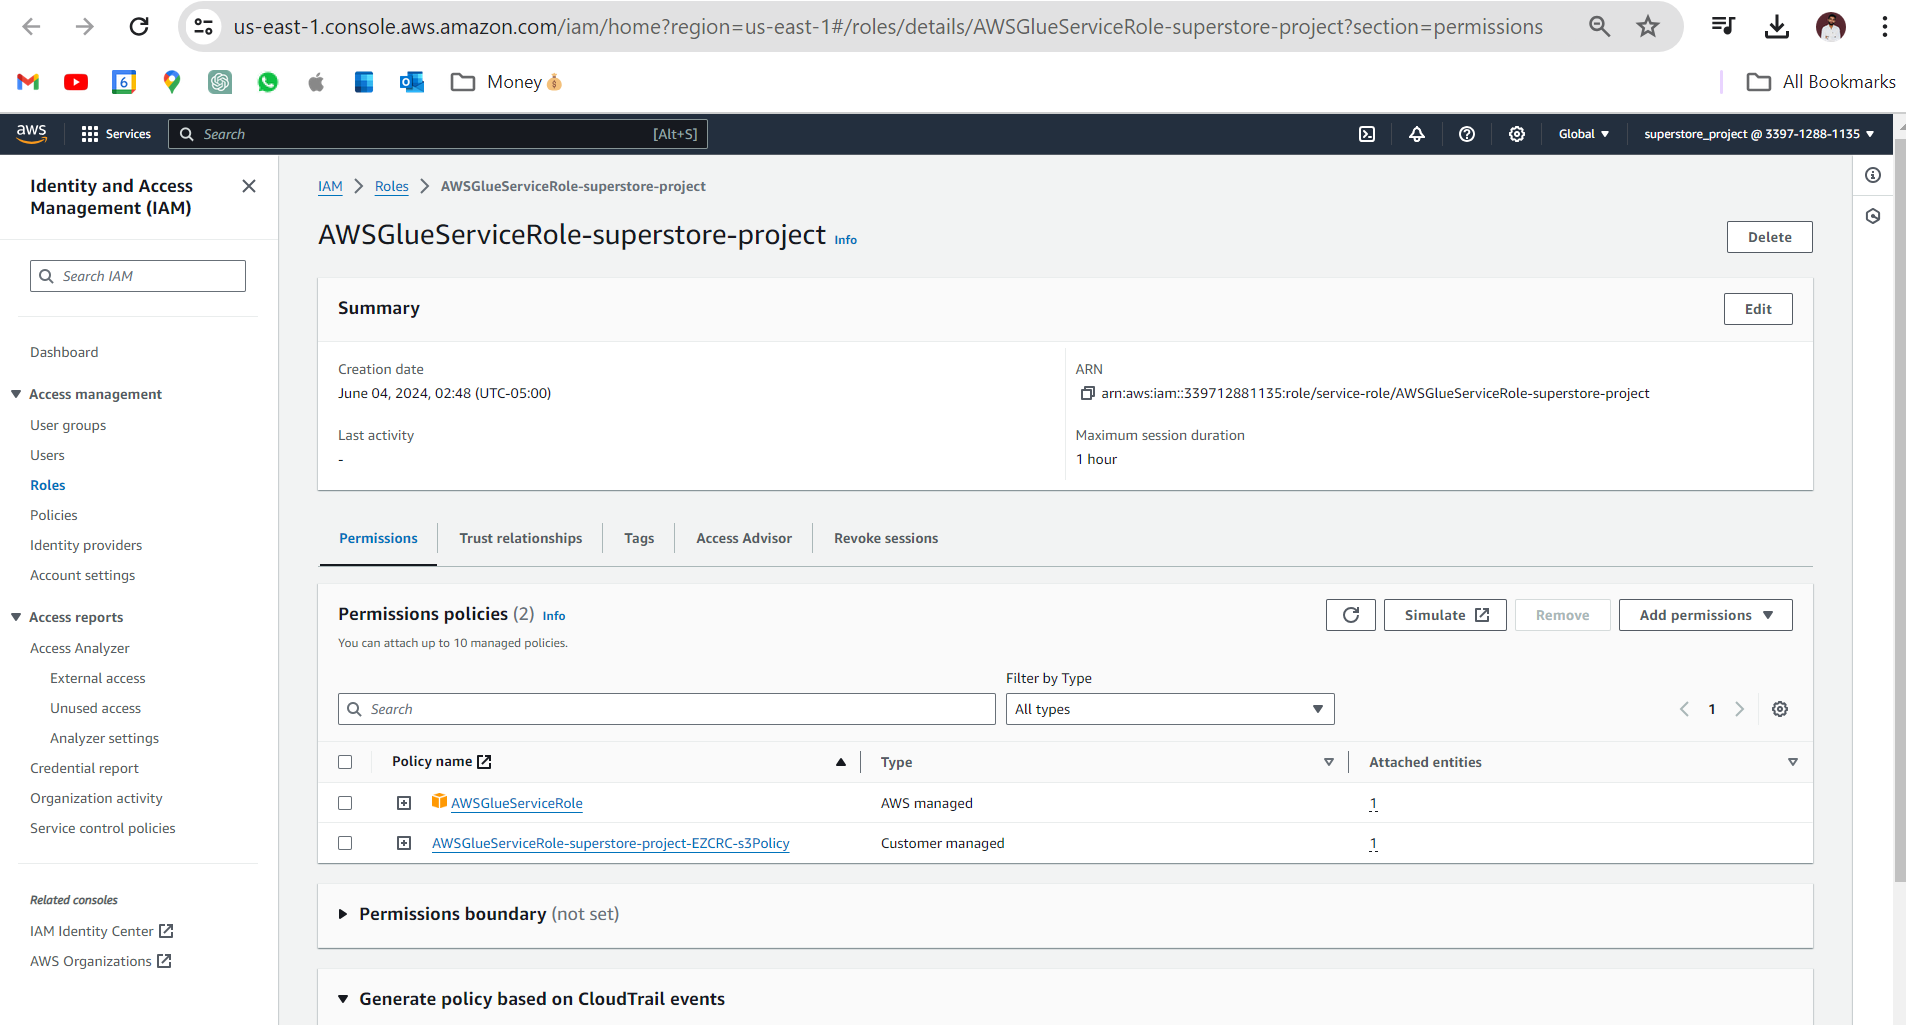 us-east-1.console.aws.amazon.com/iam/home?region=us-east-1#/roles/details/AWSGlueServiceRole-superstore-project?section=permissions
6
Money
All Bookmarks
aws
Services
Search
[Alt+S]
Global
superstore_project @ 3397-1288-1135
Identity and Access
Management (IAM)
Search IAM
Dashboard
Access management
User groups
Users
Roles
Policies
Identity providers
Account settings
Access reports
Access Analyzer
External access
Unused access
Analyzer settings
Credential report
Organization activity
Service control policies
Related consoles
IAM Identity Center
AWS Organizations
IAM > Roles > AWSGlueServiceRole-superstore-project
AWSGlueServiceRole-superstore-project Info
Delete
Summary
Edit
Creation date
June 04, 2024, 02:48 (UTC-05:00)
ARN
arn:aws:iam::339712881135:role/service-role/AWSGlueServiceRole-superstore-project
Last activity
-
Maximum session duration
1 hour
Permissions
Trust relationships
Tags
Access Advisor
Revoke sessions
Permissions policies (2) Info
You can attach up to 10 managed policies.
Simulate
Remove
Add permissions
Filter by Type
Search
All types
1
Policy name
Type
Attached entities
AWSGlueServiceRole
AWS managed
1
AWSGlueServiceRole-superstore-project-EZCRC-s3Policy
Customer managed
1
Permissions boundary (not set)
Generate policy based on CloudTrail events